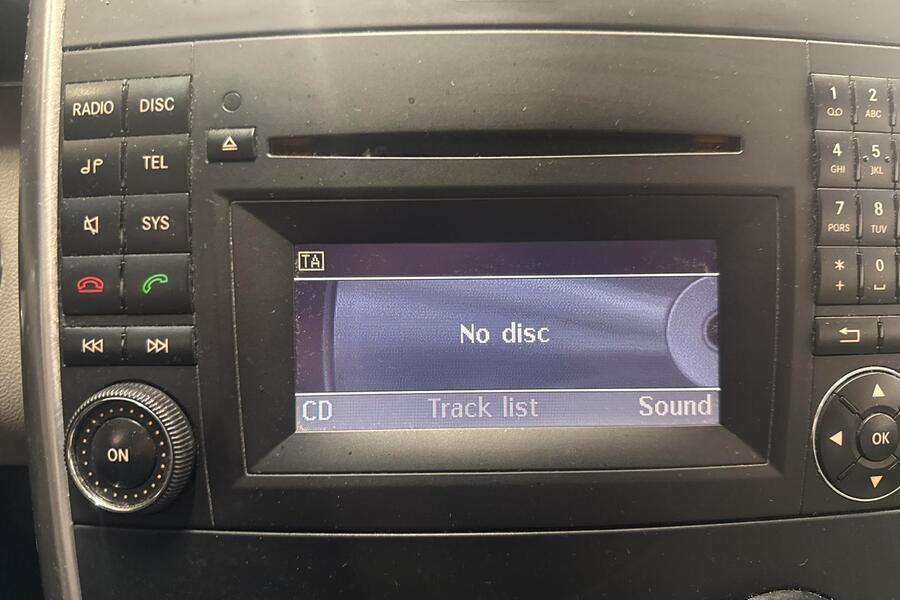 RADIO DISC
TEL
SYS
ON
TA
No disc
CD Track list Sound
1 2
ABC
4 5
GHI JKL
7 8
PQRS TUV
* 0
+
OK